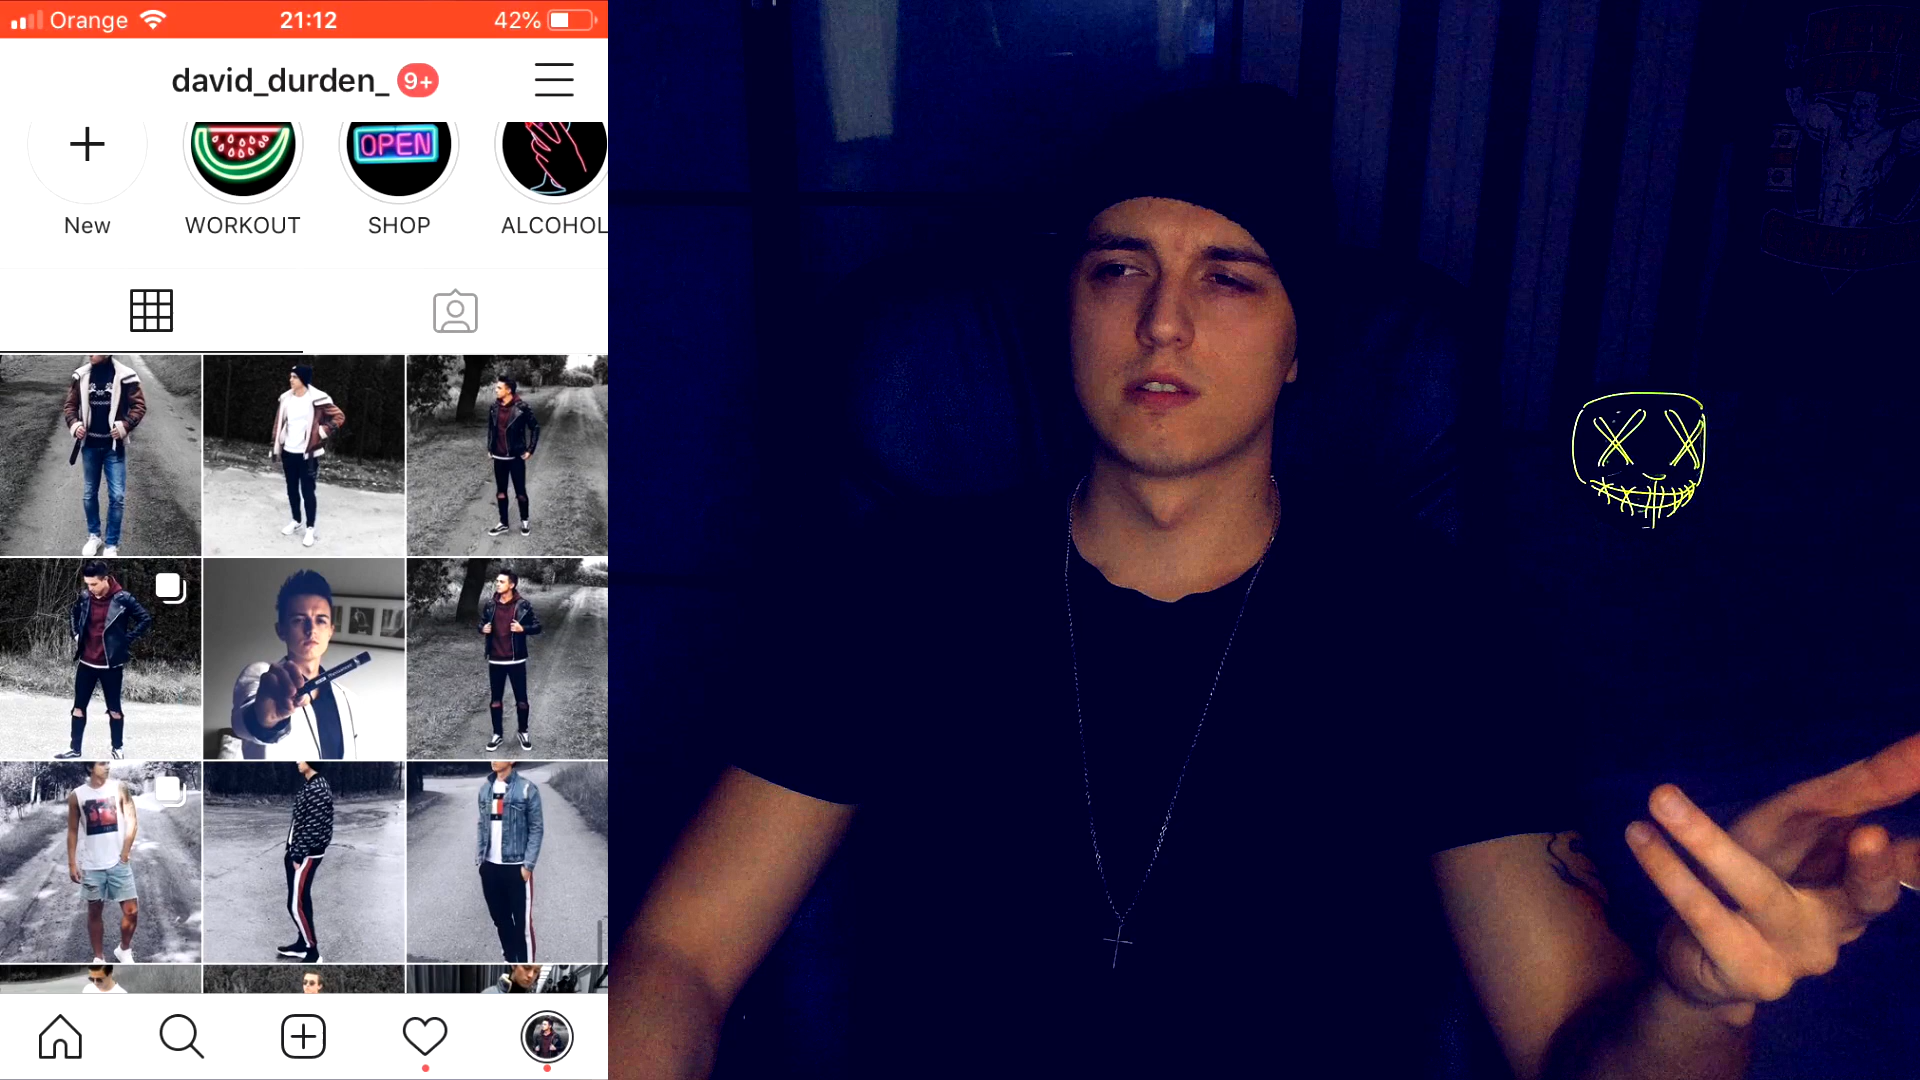 Orange 21:12 42%
david_durden_ 9+
OPEN
New WORKOUT SHOP ALCOHOL